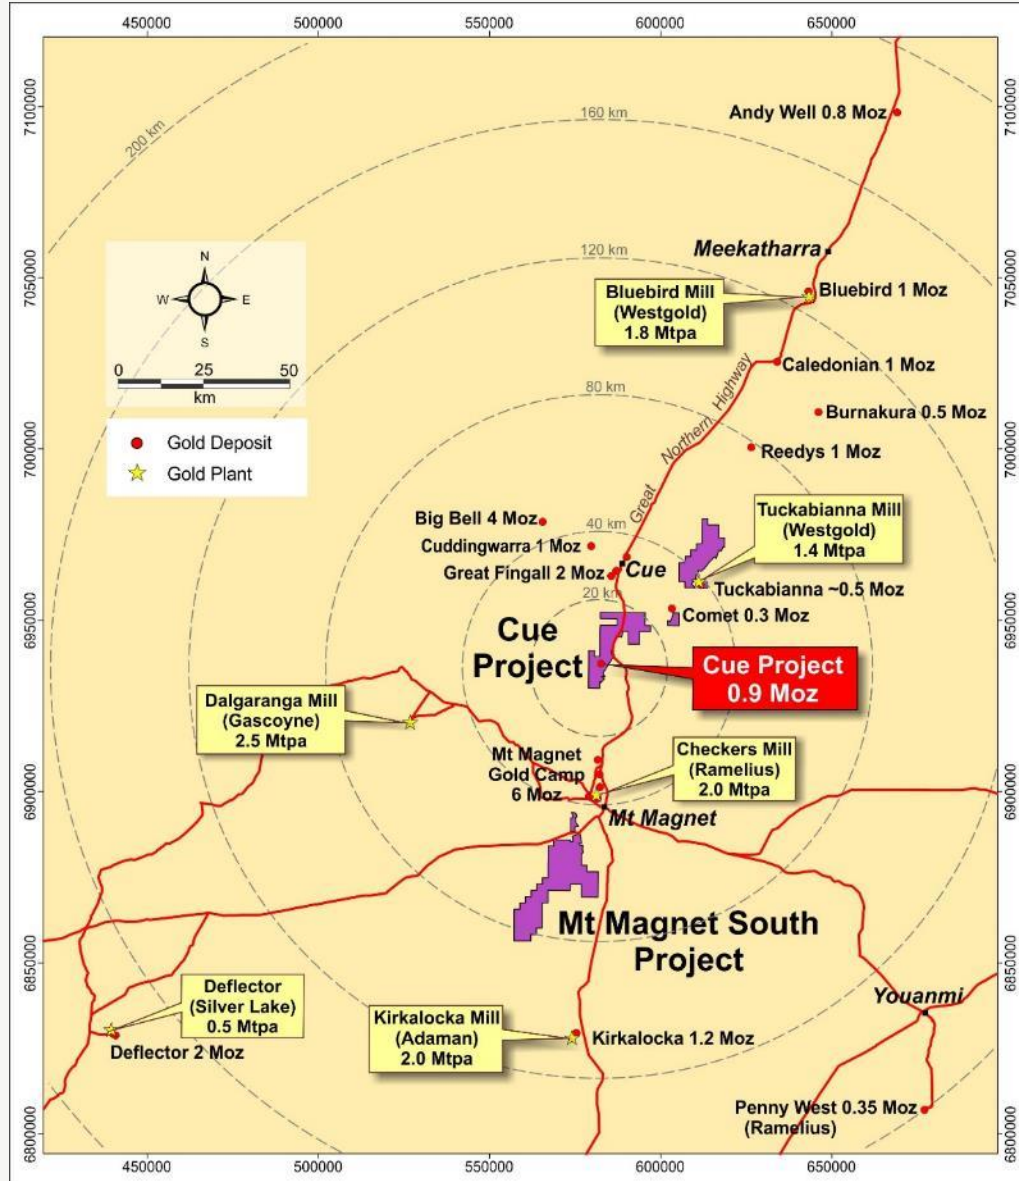 450000
500000
550000
600000
650000
7100000
7050000
7000000
6950000
6900000
6850000
6800000
7100000
7050000
7000000
6950000
6900000
6850000
6800000
200 km
160 km
120 km
80 km
40 km
20 km
N
W
E
S
0 25 50
km
Gold Deposit
Gold Plant
Andy Well 0.8 Moz
Meekatharra
Bluebird Mill
(Westgold)
1.8 Mtpa
Bluebird 1 Moz
Caledonian 1 Moz
Burnakura 0.5 Moz
Reedys 1 Moz
Great Northern Highway
Big Bell 4 Moz
Cuddingwarra 1 Moz
Great Fingall 2 Moz
Cue
Tuckabianna Mill
(Westgold)
1.4 Mtpa
Tuckabianna ~0.5 Moz
Comet 0.3 Moz
Cue
Project
Cue Project
0.9 Moz
Dalgaranga Mill
(Gascoyne)
2.5 Mtpa
Mt Magnet
Gold Camp
6 Moz
Checkers Mill
(Ramelius)
2.0 Mtpa
Mt Magnet
Mt Magnet South
Project
Deflector
(Silver Lake)
0.5 Mtpa
Deflector 2 Moz
Kirkalocka Mill
(Adaman)
2.0 Mtpa
Kirkalocka 1.2 Moz
Youanmi
Penny West 0.35 Moz
(Ramelius)
450000
500000
550000
600000
650000